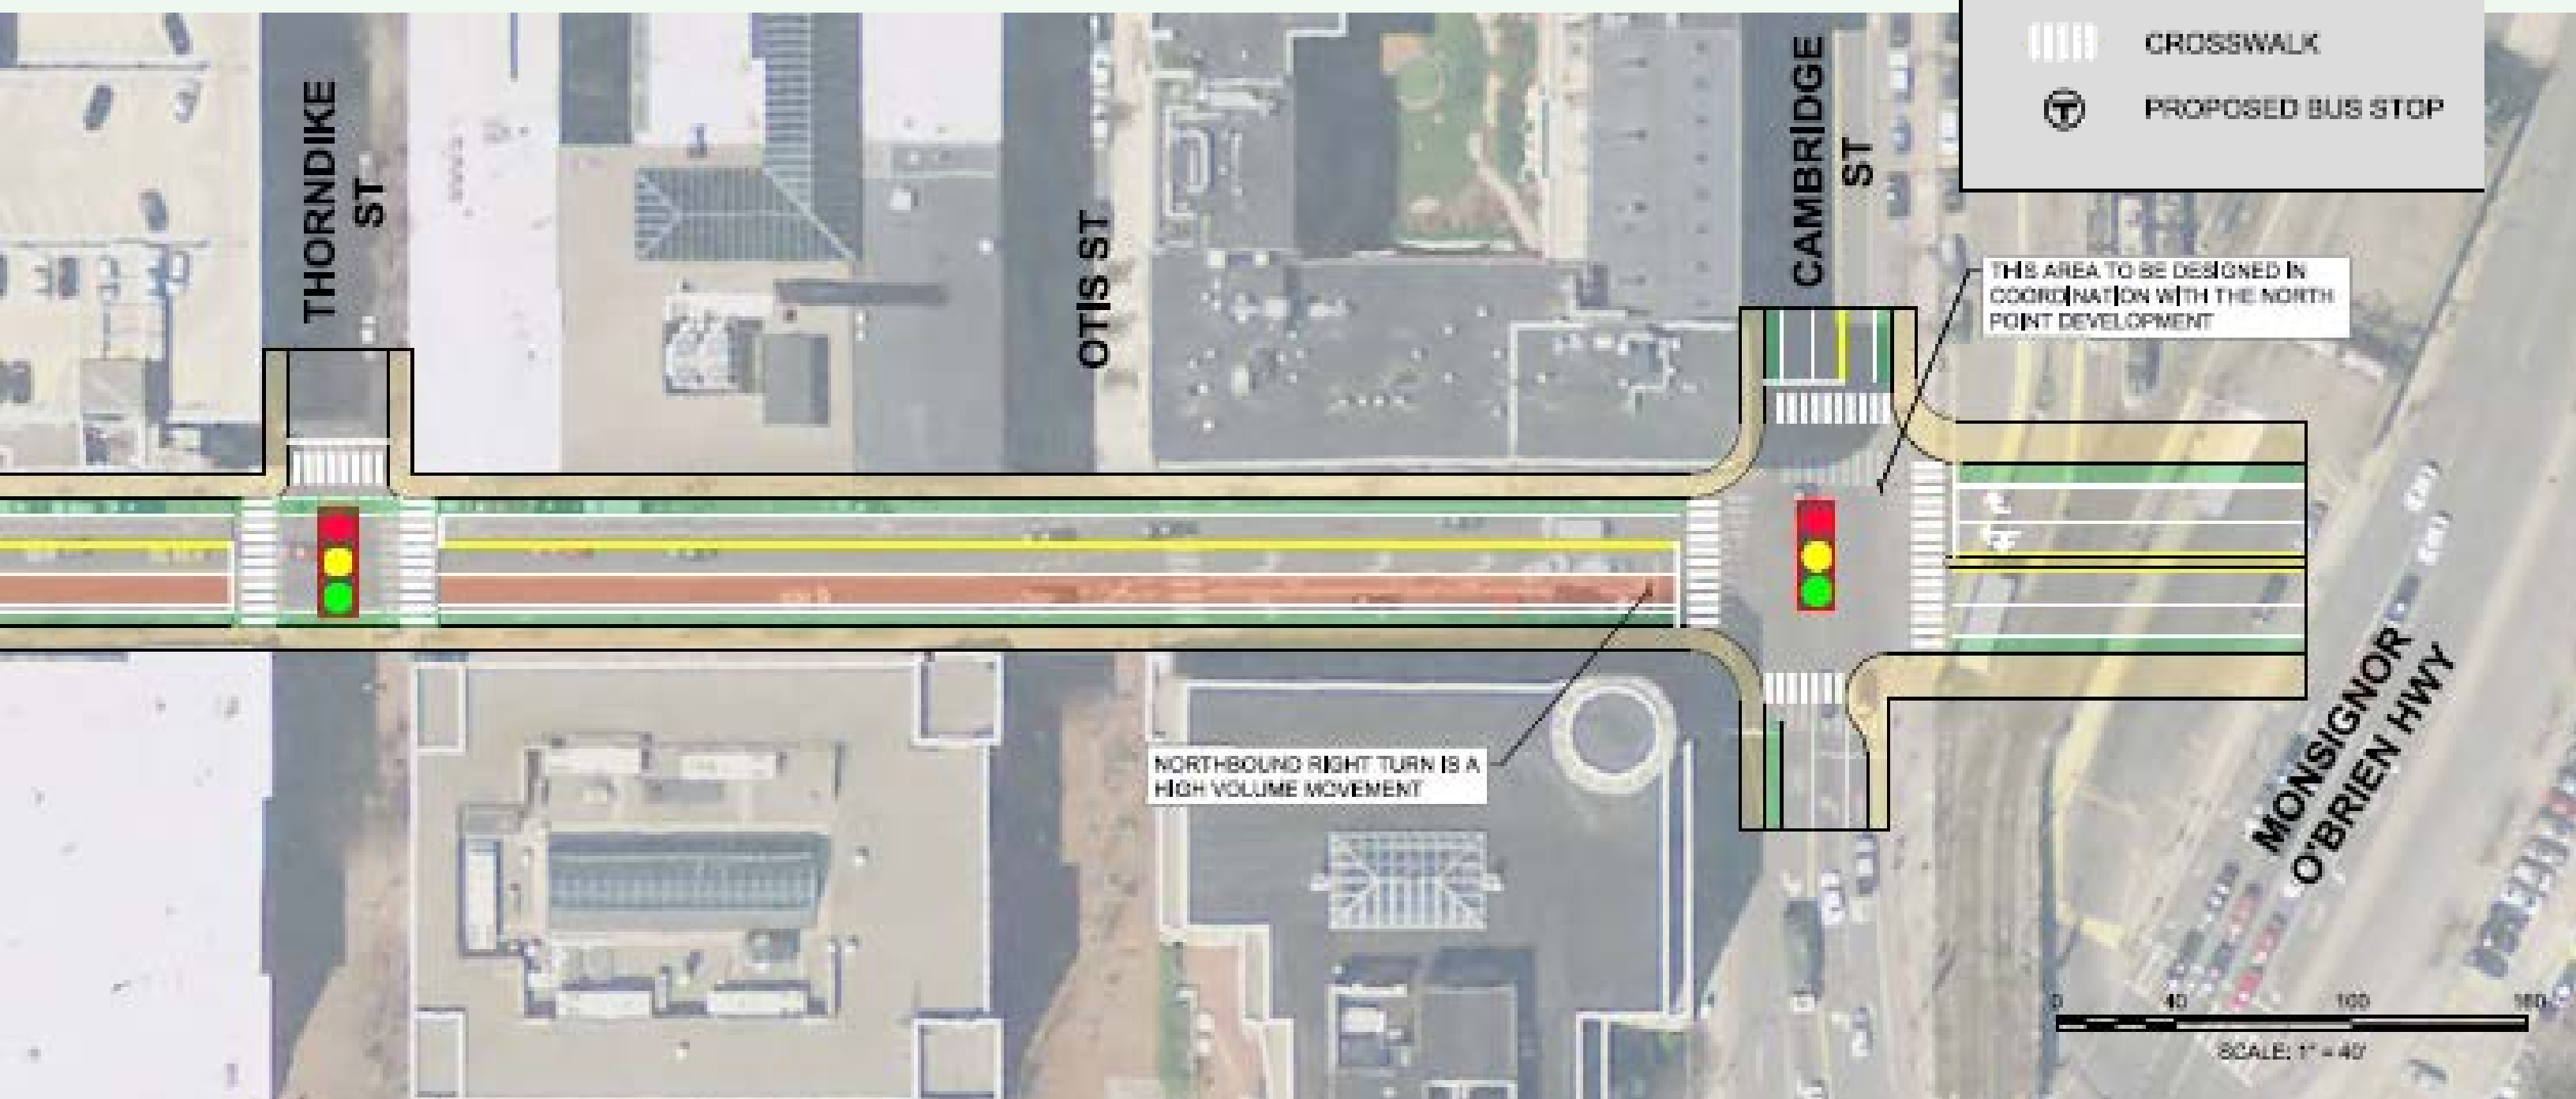 CROSSWALK
PROPOSED BUS STOP
THORNDIKE
ST
OTIS ST
CAMBRIDGE
ST
THIS AREA TO BE DESIGNED IN
COORDINATION WITH THE NORTH
POINT DEVELOPMENT
NORTHBOUND RIGHT TURN IS A
HIGH VOLUME MOVEMENT
MONSIGNOR
O'BRIEN HWY
0 40 100 160
SCALE: 1" = 40'